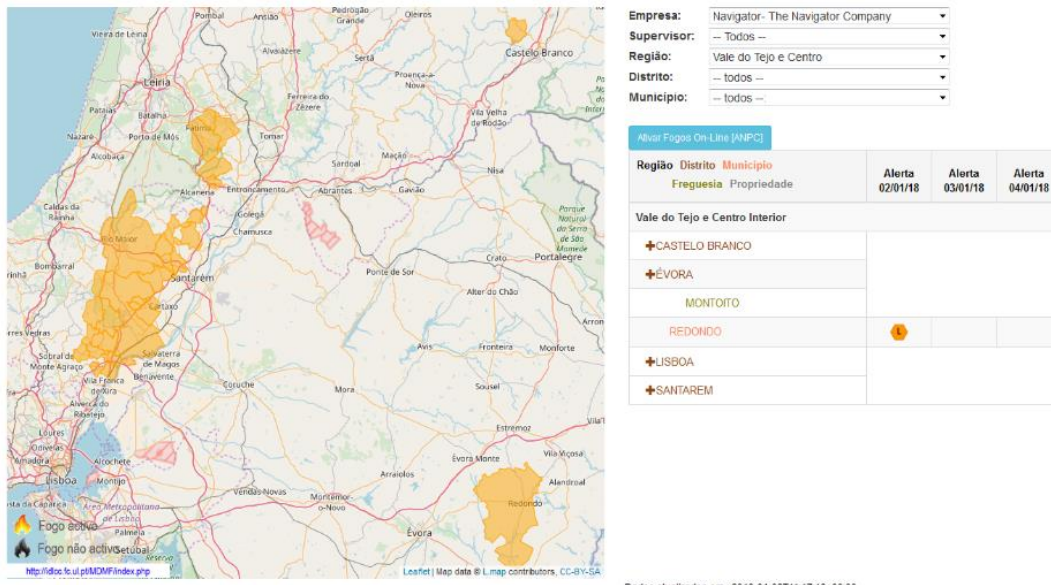 Pombal
Ansião
Pedrógão Grande
Oleiros
Vieira de Leiria
Alvaiázere
Sertã
Castelo Branco
Leiria
Proença-a-Nova
Ferreira do Zêzere
Vila Velha de Rodão
Pataias
Batalha
Fátima
Nazaré
Porto de Mós
Tomar
Alcobaça
Mação
Sardoal
Nisa
Alcanena
Entroncamento
Abrantes
Gavião
Caldas da Rainha
Golegã
Chamusca
Parque Natural da Serra de São Mamede
Rio Maior
Crato
Portalegre
Bombarral
Ponte de Sor
Santarém
Alter do Chão
Cartaxo
Torres Vedras
Avis
Fronteira
Monforte
Sobral de Monte Agraço
Salvaterra de Magos
Benavente
Vila Franca de Xira
Coruche
Mora
Sousel
Alverca do Ribatejo
Estremoz
Loures
Odivelas
Amadora
Alcochete
Évora Monte
Vila Viçosa
Arraiolos
Lisboa
Montijo
Alandroal
Vendas Novas
Montemor-o-Novo
Redondo
Área Metropolitana de Lisboa
Palmela
Évora
Setúbal
Fogo activo
Fogo não activo
http://idlcc.fc.ul.pt/MDMF/index.php
Leaflet | Map data © L.map contributors, CC-BY-SA
Empresa: Navigator- The Navigator Company
Supervisor: -- Todos --
Região: Vale do Tejo e Centro
Distrito: -- todos --
Município: -- todos --
Ativar Fogos On-Line [ANPC]
Região Distrito Município
Freguesia Propriedade
Alerta 02/01/18
Alerta 03/01/18
Alerta 04/01/18
Vale do Tejo e Centro Interior
CASTELO BRANCO
ÉVORA
MONTOITO
REDONDO
L
LISBOA
SANTAREM